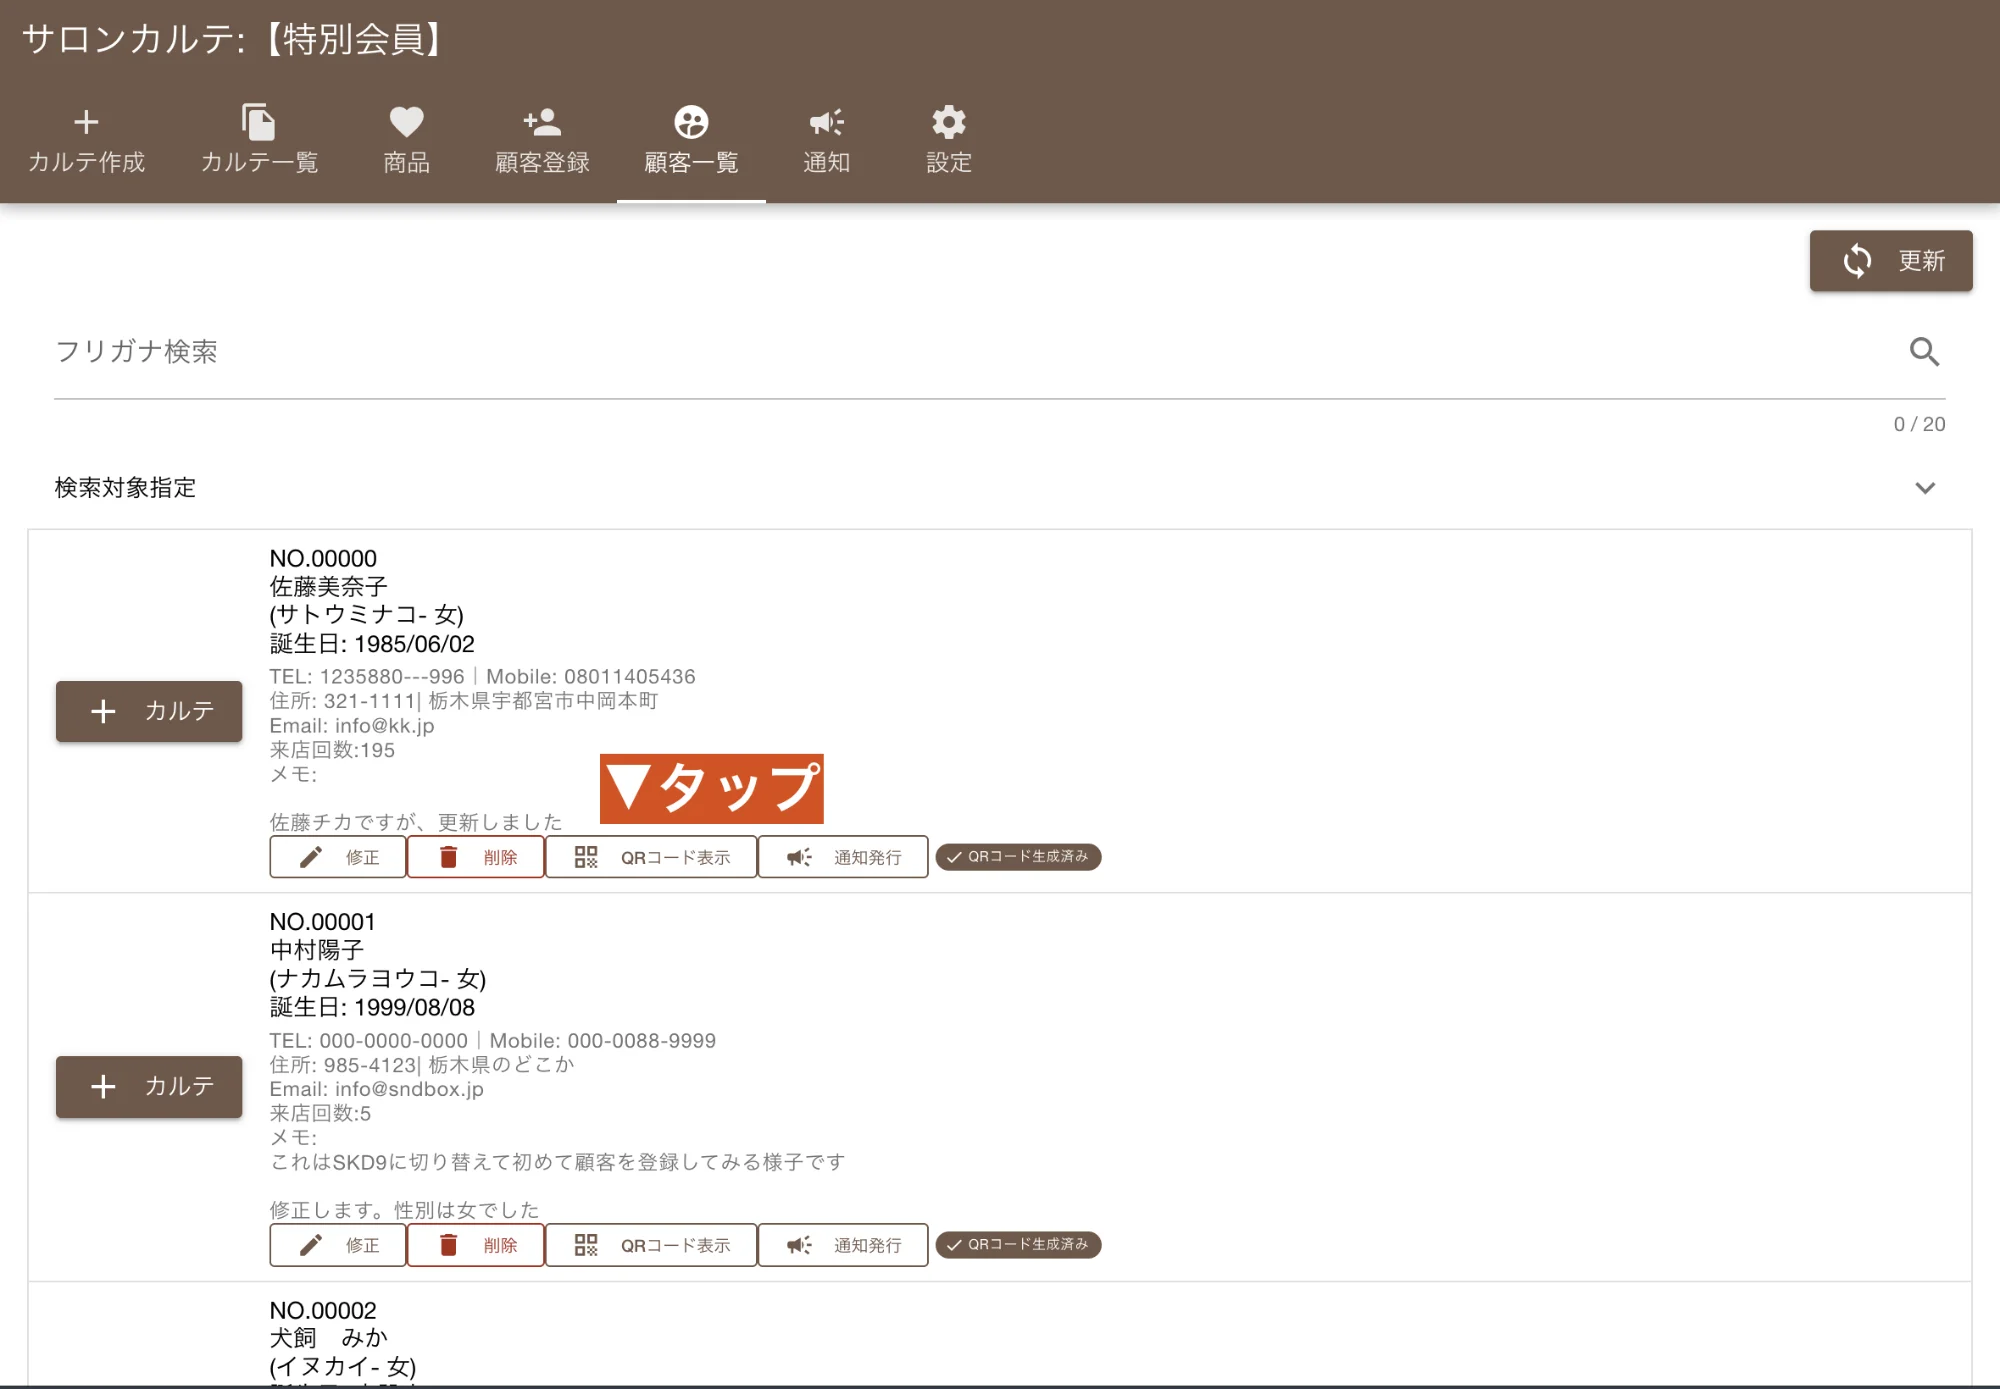 サロンカルテ:【特別会員】
カルテ作成
カルテ一覧
商品
顧客登録
顧客一覧
通知
設定
更新
フリガナ検索
0 / 20
検索対象指定
NO.00000
佐藤美奈子
(サトウミナコ- 女)
誕生日: 1985/06/02
TEL: 1235880---996｜Mobile: 08011405436
住所: 321-1111| 栃木県宇都宮市中岡本町
Email: info@kk.jp
来店回数:195
メモ:
カルテ
▼タップ
佐藤チカですが、更新しました
修正
削除
QRコード表示
通知発行
QRコード生成済み
NO.00001
中村陽子
(ナカムラヨウコ- 女)
誕生日: 1999/08/08
TEL: 000-0000-0000｜Mobile: 000-0088-9999
住所: 985-4123| 栃木県のどこか
Email: info@sndbox.jp
来店回数:5
メモ:
カルテ
これはSKD9に切り替えて初めて顧客を登録してみる様子です
修正します。性別は女でした
修正
削除
QRコード表示
通知発行
QRコード生成済み
NO.00002
犬飼　みか
(イヌカイ- 女)